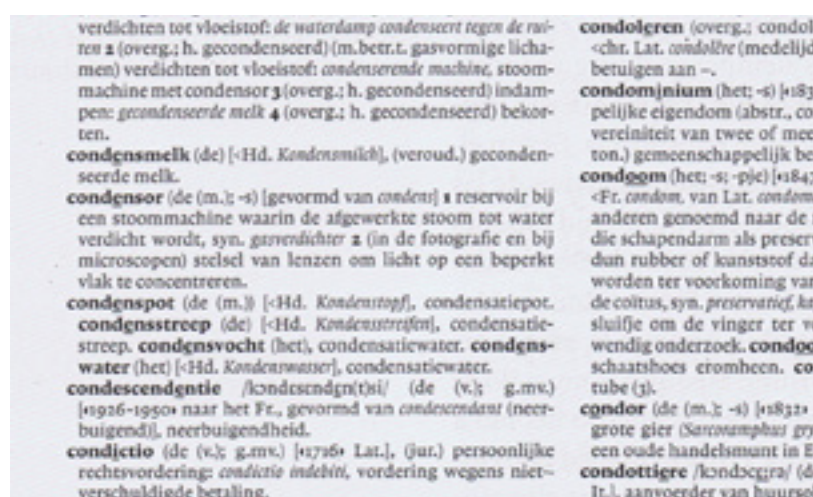 verdichten tot vloeistof: de waterdamp condenseert tegen de rui-
ten 2 (overg.; h. gecondenseerd) (m.betr.t. gasvormige licha-
men) verdichten tot vloeistof: condenserende machine, stoom-
machine met condensor 3 (overg.; h. gecondenseerd) indam-
pen: gecondenseerde melk 4 (overg.; h. gecondenseerd) bekor-
ten.
condensmelk (de) [<Hd. Kondensmilch], (veroud.) geconden-
seerde melk.
condensor (de (m.); -s) [gevormd van condens] 1 reservoir bij
een stoommachine waarin de afgewerkte stoom tot water
verdicht wordt, syn. gasverdichter 2 (in de fotografie en bij
microscopen) stelsel van lenzen om licht op een beperkt
vlak te concentreren.
condenspot (de (m.)) [<Hd. Kondenstopf], condensatiepot.
condensstreep (de) [<Hd. Kondensstreifen], condensatie-
streep. condensvocht (het), condensatiewater. condens-
water (het) [<Hd. Kondenswasser], condensatiewater.
condescendentie /kɔndɛsɛndɛn(t)si/ (de (v.); g.mv.)
[•1926-1950• naar het Fr., gevormd van condescendant (neer-
buigend)], neerbuigendheid.
condictio (de (v.); g.mv.) [•1716• Lat.], (jur.) persoonlijke
rechtsvordering: condictio indebiti, vordering wegens niet-
verschuldigde betaling.
condoleren (overg.; condol
<chr. Lat. condolēre (medelijd
betuigen aan –.
condominium (het; -s) [•183
pelijke eigendom (abstr., co
vereiniteit van twee of mee
ton.) gemeenschappelijk be
condoom (het; -s; -pje) [•184
<Fr. condom, van Lat. condom
anderen genoemd naar de
die schapendarm als preser
dun rubber of kunststof da
worden ter voorkoming van
de coïtus, syn. preservatief, ka
sluifje om de vinger ter v
wendig onderzoek. condoo
schaatshoes eromheen. co
tube (3).
condor (de (m.); -s) [•1832•
grote gier (Sarcoramphus gry
een oude handelsmunt in E
condottiere /kɔndɔtjɛːrə/ (d
It.], aanvoerder van huursol